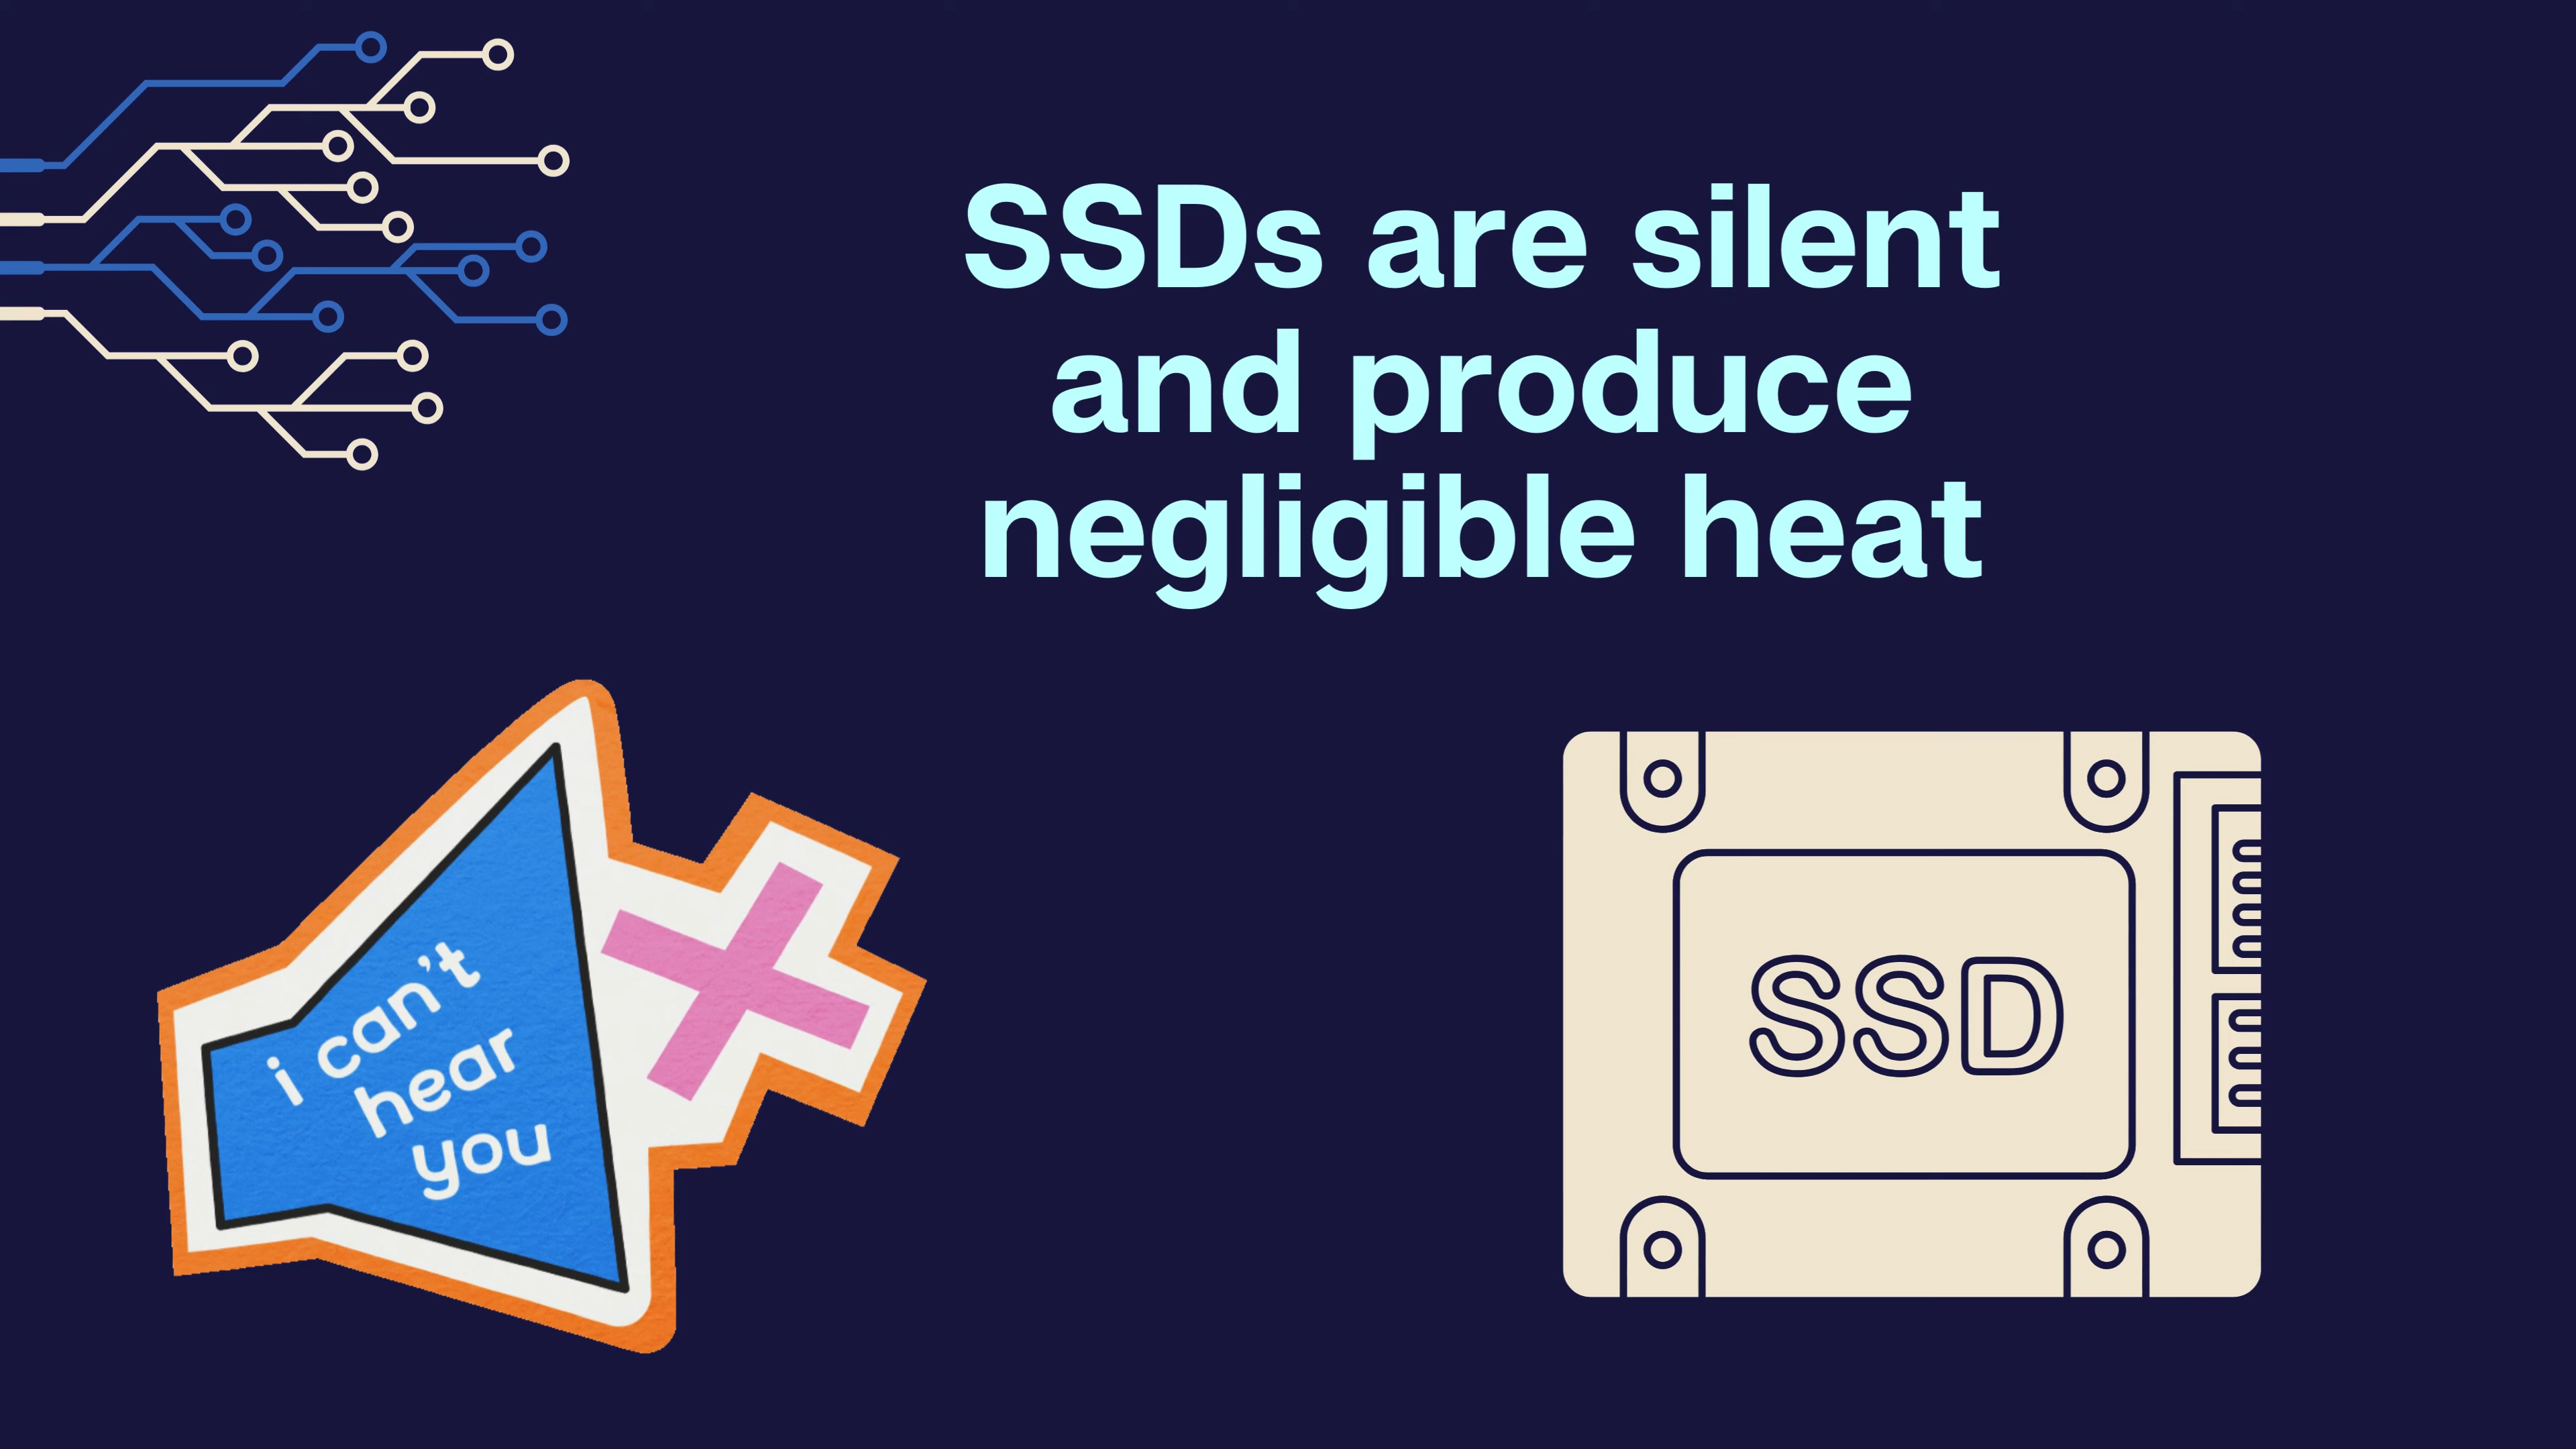 SSDs are silent
and produce
negligible heat
i can't
hear
you
SSD